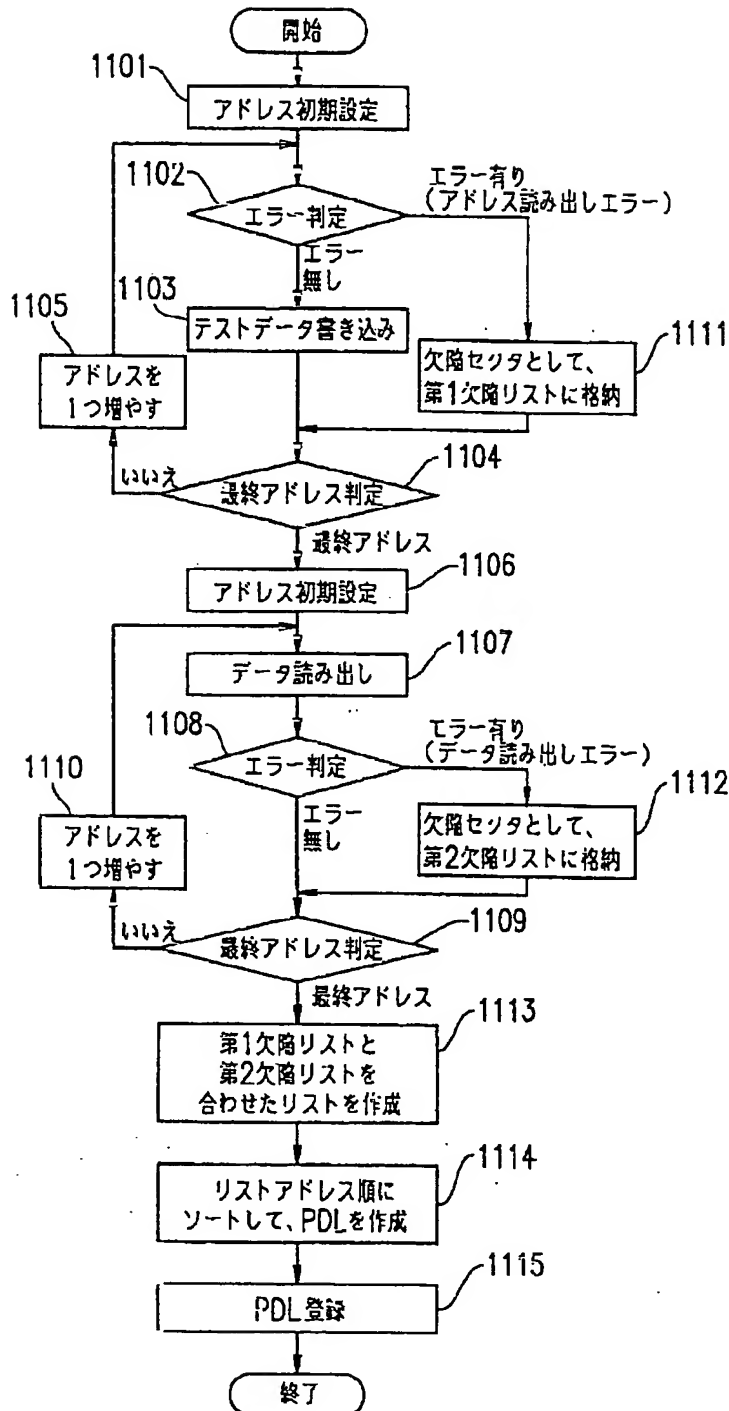 開始
1101
アドレス初期設定
1102
エラー判定
エラー有り
(アドレス読み出しエラー)
エラー
無し
1103
テストデータ書き込み
1105
アドレスを
1つ増やす
1111
欠陥セクタとして、
第1欠陥リストに格納
いいえ
1104
最終アドレス判定
最終アドレス
1106
アドレス初期設定
1107
データ読み出し
1108
エラー判定
エラー有り
(データ読み出しエラー)
エラー
無し
1110
アドレスを
1つ増やす
1112
欠陥セクタとして、
第2欠陥リストに格納
いいえ
1109
最終アドレス判定
最終アドレス
1113
第1欠陥リストと
第2欠陥リストを
合わせたリストを作成
1114
リストアドレス順に
ソートして、PDLを作成
1115
PDL登録
終了